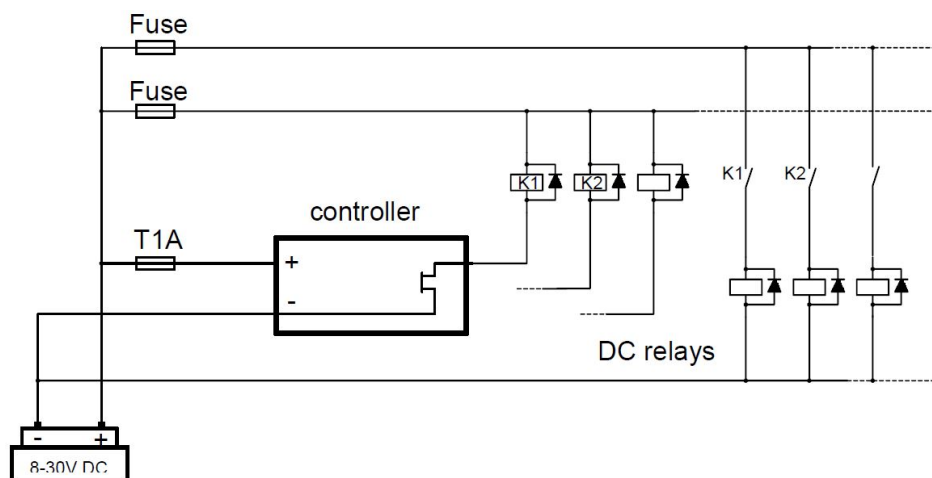 Fuse
Fuse
K1
K2
K1
K2
controller
T1A
+
-
DC relays
- +
8-30V DC